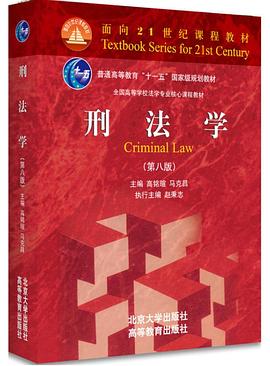 面向21世纪课程教材
Textbook Series for 21st Century
十一五
普通高等教育“十一五”国家级规划教材
全国高等学校法学专业核心课程教材
刑法学
Criminal Law
(第八版)
主编 高铭暄 马克昌
执行主编 赵秉志
北京大学出版社
高等教育出版社
刑法学
(第八版)
主编 高铭暄 马克昌
北京大学出版社
高等教育出版社